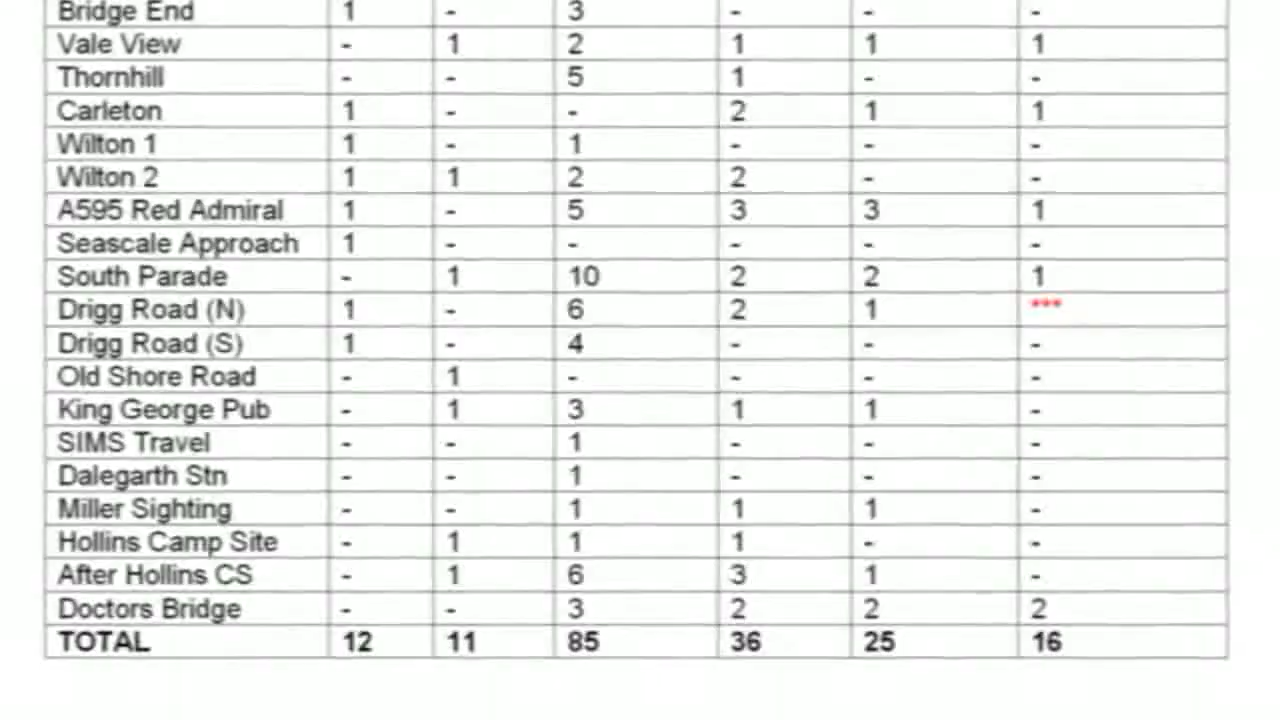 Bridge End 1 - 3 - - -
Vale View - 1 2 1 1 1
Thornhill - - 5 1 - -
Carleton 1 - - 2 1 1
Wilton 1 1 - 1 - - -
Wilton 2 1 1 2 2 - -
A595 Red Admiral 1 - 5 3 3 1
Seascale Approach 1 - - - - -
South Parade - 1 10 2 2 1
Drigg Road (N) 1 - 6 2 1 ***
Drigg Road (S) 1 - 4 - - -
Old Shore Road - 1 - - - -
King George Pub - 1 3 1 1 -
SIMS Travel - - 1 - - -
Dalegarth Stn - - 1 - - -
Miller Sighting - - 1 1 1 -
Hollins Camp Site - 1 1 1 - -
After Hollins CS - 1 6 3 1 -
Doctors Bridge - - 3 2 2 2
TOTAL 12 11 85 36 25 16